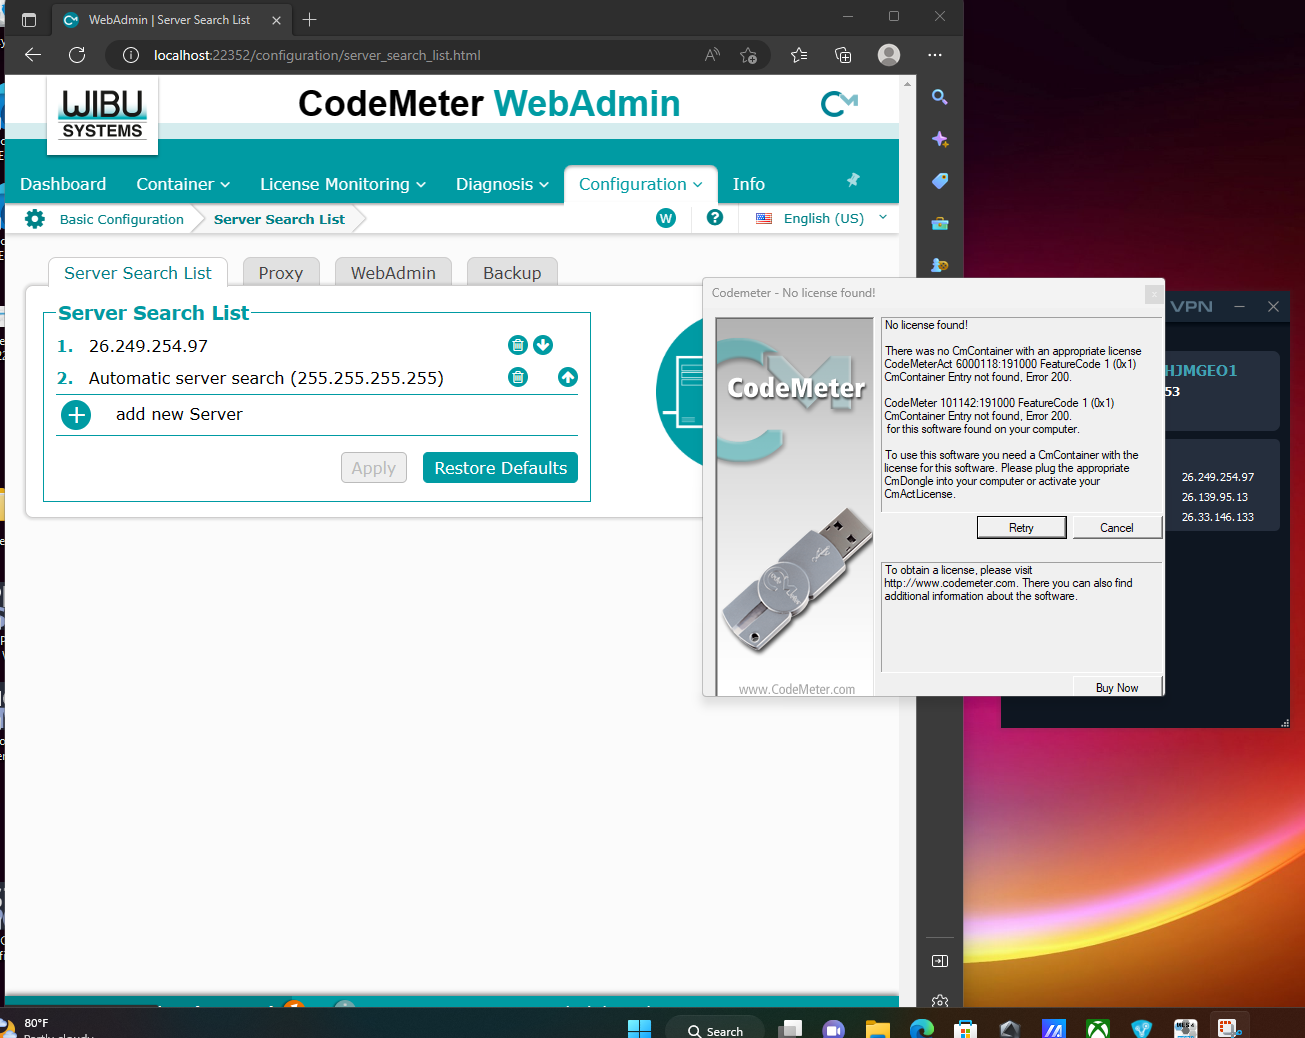 WebAdmin | Server Search List
localhost:22352/configuration/server_search_list.html
WIBU
SYSTEMS
CodeMeter WebAdmin
Dashboard
Container
License Monitoring
Diagnosis
Configuration
Info
Basic Configuration
Server Search List
W
?
English (US)
Server Search List
Proxy
WebAdmin
Backup
Server Search List
1. 26.249.254.97
2. Automatic server search (255.255.255.255)
add new Server
Apply
Restore Defaults
Codemeter - No license found!
CodeMeter
www.CodeMeter.com
No license found!
There was no CmContainer with an appropriate license
CodeMeterAct 6000118:191000 FeatureCode 1 (0x1)
CmContainer Entry not found, Error 200.
CodeMeter 101142:191000 FeatureCode 1 (0x1)
CmContainer Entry not found, Error 200.
for this software found on your computer.
To use this software you need a CmContainer with the
license for this software. Please plug the appropriate
CmDongle into your computer or activate your
CmActLicense.
Retry
Cancel
To obtain a license, please visit
http://www.codemeter.com. There you can also find
additional information about the software.
Buy Now
VPN
HJMGEO1
53
26.249.254.97
26.139.95.13
26.33.146.133
80°F
Partly cloudy
Search